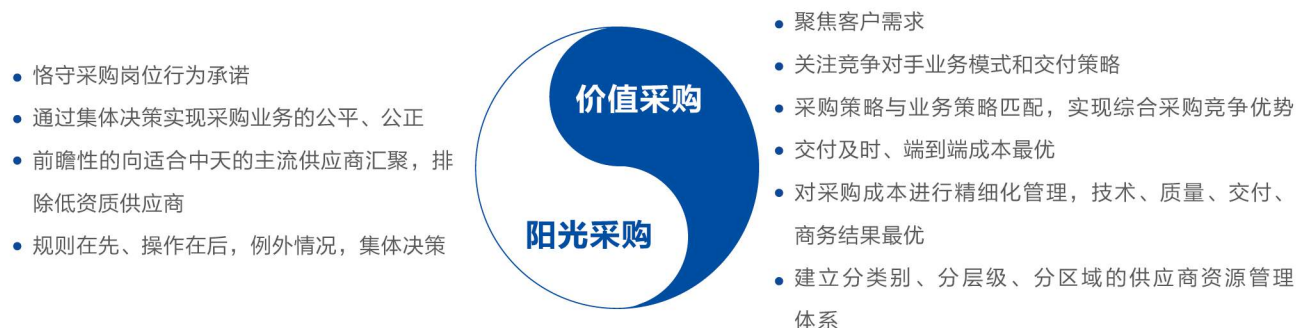 恪守采购岗位行为承诺
通过集体决策实现采购业务的公平、公正
前瞻性的向适合中天的主流供应商汇聚，排
除低资质供应商
规则在先、操作在后，例外情况，集体决策
价值采购
阳光采购
聚焦客户需求
关注竞争对手业务模式和交付策略
采购策略与业务策略匹配，实现综合采购竞争优势
交付及时、端到端成本最优
对采购成本进行精细化管理，技术、质量、交付、
商务结果最优
建立分类别、分层级、分区域的供应商资源管理
体系